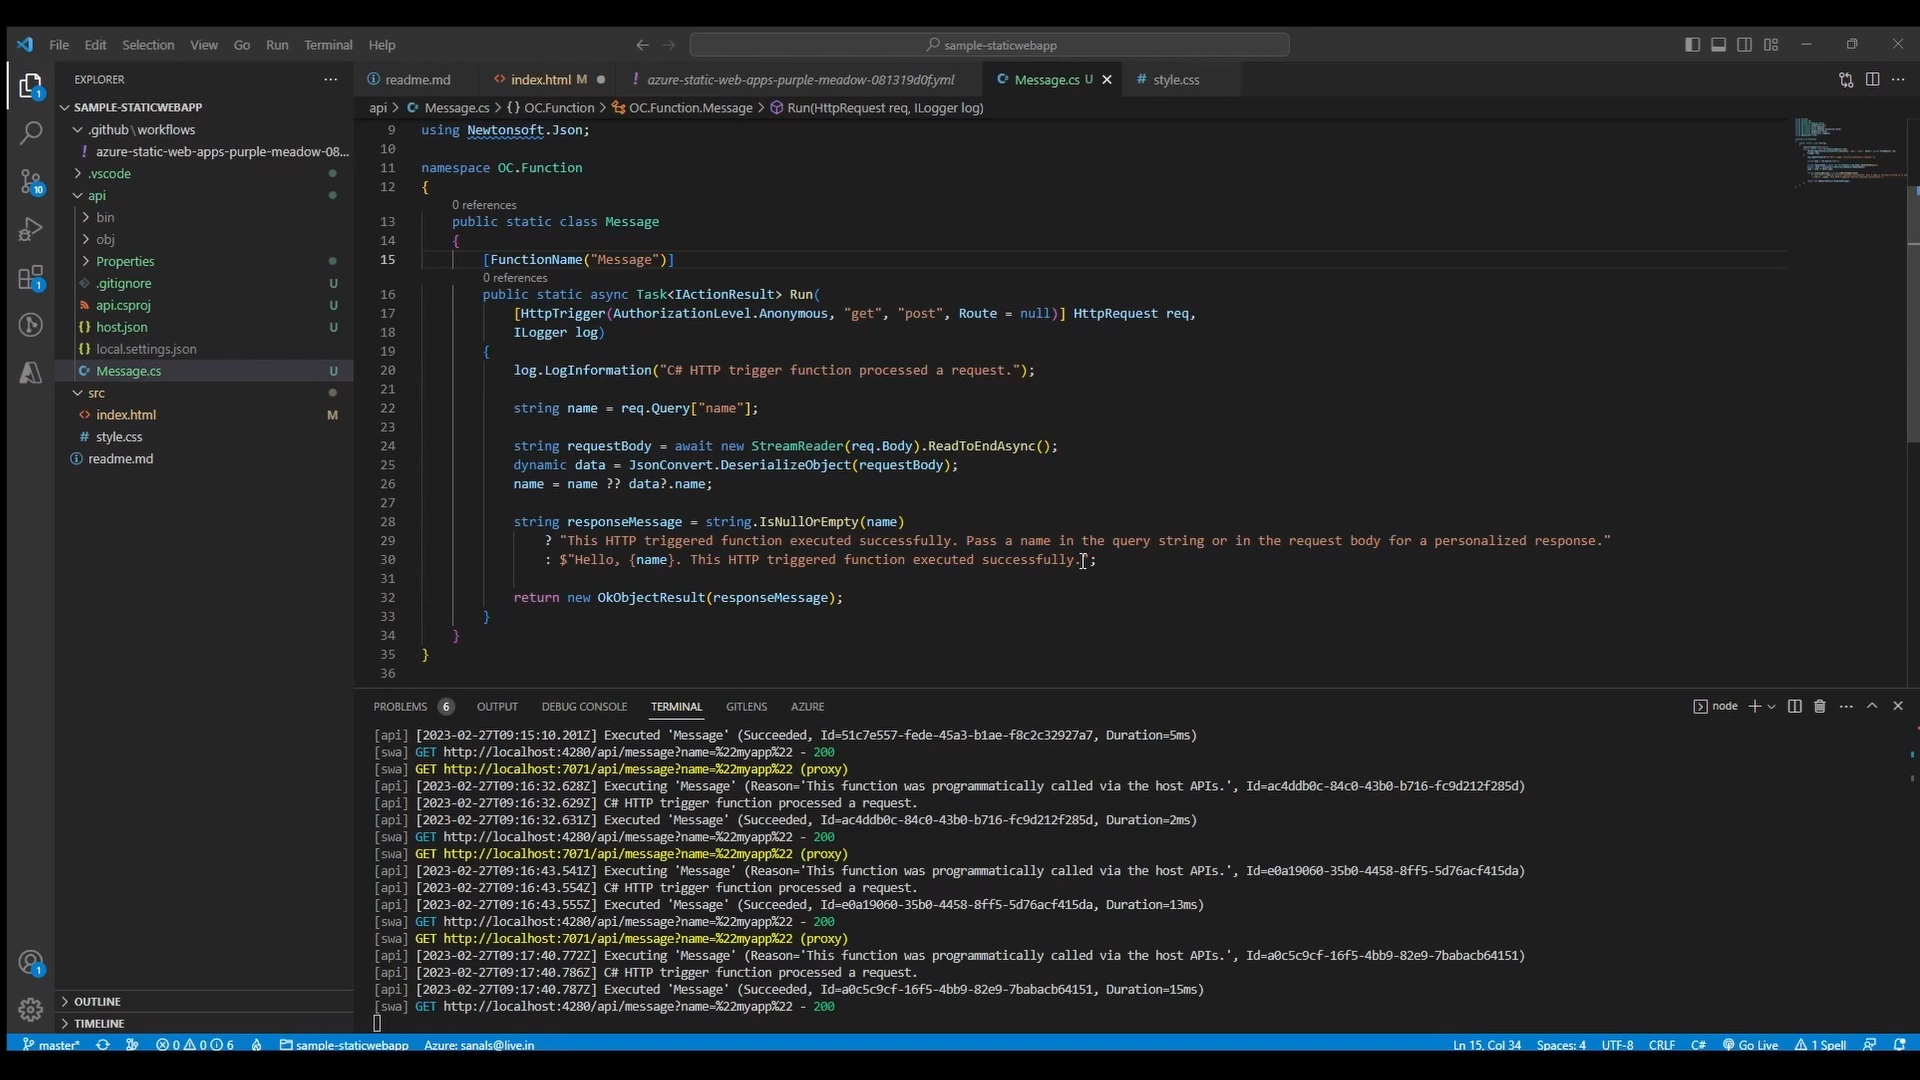 File Edit Selection View Go Run Terminal Help
sample-staticwebapp
EXPLORER
readme.md
index.html M
! azure-static-web-apps-purple-meadow-081319d0f.yml
Message.cs U
# style.css
api > Message.cs > {} OC.Function > OC.Function.Message > Run(HttpRequest req, ILogger log)
SAMPLE-STATICWEBAPP
.github\workflows
! azure-static-web-apps-purple-meadow-08...
.vscode
api
bin
obj
Properties
.gitignore U
api.csproj U
{} host.json U
{} local.settings.json
Message.cs U
src
index.html M
# style.css
readme.md
OUTLINE
TIMELINE
1
10
1
1
9 using Newtonsoft.Json;
10
11 namespace OC.Function
12 {
0 references
13 public static class Message
14 {
15 [FunctionName("Message")]
0 references
16 public static async Task<IActionResult> Run(
17 [HttpTrigger(AuthorizationLevel.Anonymous, "get", "post", Route = null)] HttpRequest req,
18 ILogger log)
19 {
20 log.LogInformation("C# HTTP trigger function processed a request.");
21
22 string name = req.Query["name"];
23
24 string requestBody = await new StreamReader(req.Body).ReadToEndAsync();
25 dynamic data = JsonConvert.DeserializeObject(requestBody);
26 name = name ?? data?.name;
27
28 string responseMessage = string.IsNullOrEmpty(name)
29 ? "This HTTP triggered function executed successfully. Pass a name in the query string or in the request body for a personalized response."
30 : $"Hello, {name}. This HTTP triggered function executed successfully.";
31
32 return new OkObjectResult(responseMessage);
33 }
34 }
35 }
36
PROBLEMS 6 OUTPUT DEBUG CONSOLE TERMINAL GITLENS AZURE
node
[api] [2023-02-27T09:15:10.201Z] Executed 'Message' (Succeeded, Id=51c7e557-fede-45a3-b1ae-f8c2c32927a7, Duration=5ms)
[swa] GET http://localhost:4280/api/message?name=%22myapp%22 - 200
[swa] GET http://localhost:7071/api/message?name=%22myapp%22 (proxy)
[api] [2023-02-27T09:16:32.628Z] Executing 'Message' (Reason='This function was programmatically called via the host APIs.', Id=ac4ddb0c-84c0-43b0-b716-fc9d212f285d)
[api] [2023-02-27T09:16:32.629Z] C# HTTP trigger function processed a request.
[api] [2023-02-27T09:16:32.631Z] Executed 'Message' (Succeeded, Id=ac4ddb0c-84c0-43b0-b716-fc9d212f285d, Duration=2ms)
[swa] GET http://localhost:4280/api/message?name=%22myapp%22 - 200
[swa] GET http://localhost:7071/api/message?name=%22myapp%22 (proxy)
[api] [2023-02-27T09:16:43.541Z] Executing 'Message' (Reason='This function was programmatically called via the host APIs.', Id=e0a19060-35b0-4458-8ff5-5d76acf415da)
[api] [2023-02-27T09:16:43.554Z] C# HTTP trigger function processed a request.
[api] [2023-02-27T09:16:43.555Z] Executed 'Message' (Succeeded, Id=e0a19060-35b0-4458-8ff5-5d76acf415da, Duration=13ms)
[swa] GET http://localhost:4280/api/message?name=%22myapp%22 - 200
[swa] GET http://localhost:7071/api/message?name=%22myapp%22 (proxy)
[api] [2023-02-27T09:17:40.772Z] Executing 'Message' (Reason='This function was programmatically called via the host APIs.', Id=a0c5c9cf-16f5-4bb9-82e9-7babacb64151)
[api] [2023-02-27T09:17:40.786Z] C# HTTP trigger function processed a request.
[api] [2023-02-27T09:17:40.787Z] Executed 'Message' (Succeeded, Id=a0c5c9cf-16f5-4bb9-82e9-7babacb64151, Duration=15ms)
[swa] GET http://localhost:4280/api/message?name=%22myapp%22 - 200
master* 0 0 6 sample-staticwebapp Azure: sanals@live.in Ln 15, Col 34 Spaces: 4 UTF-8 CRLF C# Go Live 1 Spell